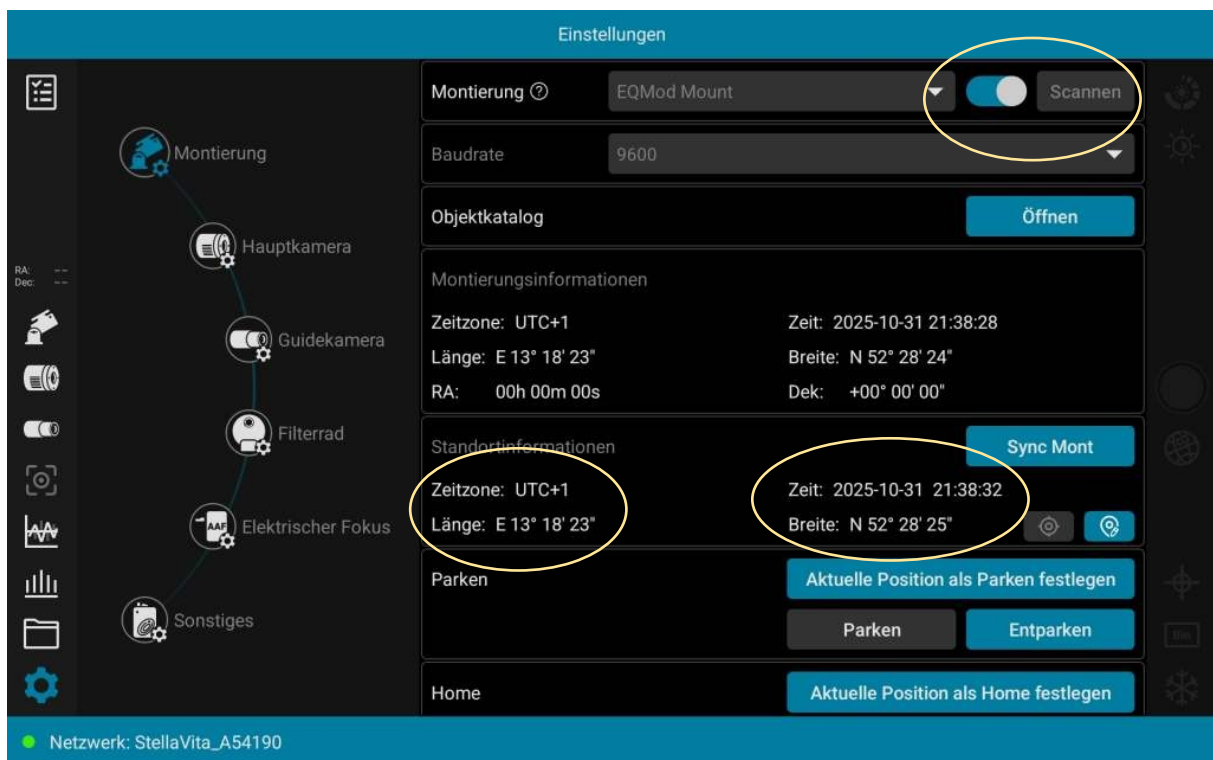 Einstellungen
Montierung ? EQMod Mount Scannen
Baudrate 9600
Objektkatalog Öffnen
Montierungsinformationen
Zeitzone: UTC+1 Zeit: 2025-10-31 21:38:28
Länge: E 13° 18' 23" Breite: N 52° 28' 24"
RA: 00h 00m 00s Dek: +00° 00' 00"
Standortinformationen Sync Mont
Zeitzone: UTC+1 Zeit: 2025-10-31 21:38:32
Länge: E 13° 18' 23" Breite: N 52° 28' 25"
Parken Aktuelle Position als Parken festlegen
Parken Entparken
Home Aktuelle Position als Home festlegen
Montierung
Hauptkamera
Guidekamera
Filterrad
AAF Elektrischer Fokus
Sonstiges
RA: --
Dec: --
Bin
Netzwerk: StellaVita_A54190